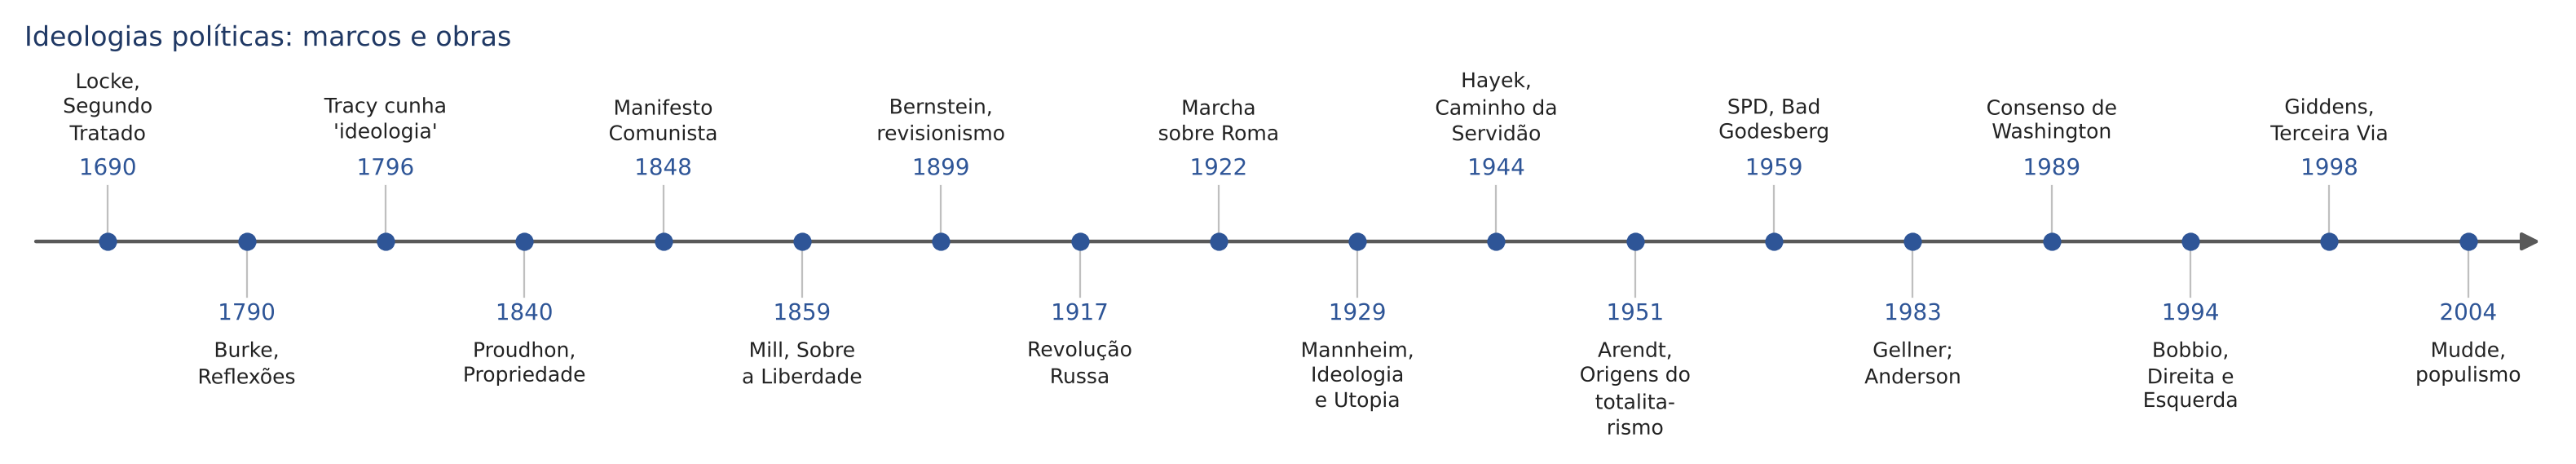 Ideologias políticas: marcos e obras
Locke,
Segundo
Tratado
1690
1790
Burke,
Reflexões
Tracy cunha
'ideologia'
1796
1840
Proudhon,
Propriedade
Manifesto
Comunista
1848
1859
Mill, Sobre
a Liberdade
Bernstein,
revisionismo
1899
1917
Revolução
Russa
Marcha
sobre Roma
1922
1929
Mannheim,
Ideologia
e Utopia
Hayek,
Caminho da
Servidão
1944
1951
Arendt,
Origens do
totalita-
rismo
SPD, Bad
Godesberg
1959
1983
Gellner;
Anderson
Consenso de
Washington
1989
1994
Bobbio,
Direita e
Esquerda
Giddens,
Terceira Via
1998
2004
Mudde,
populismo